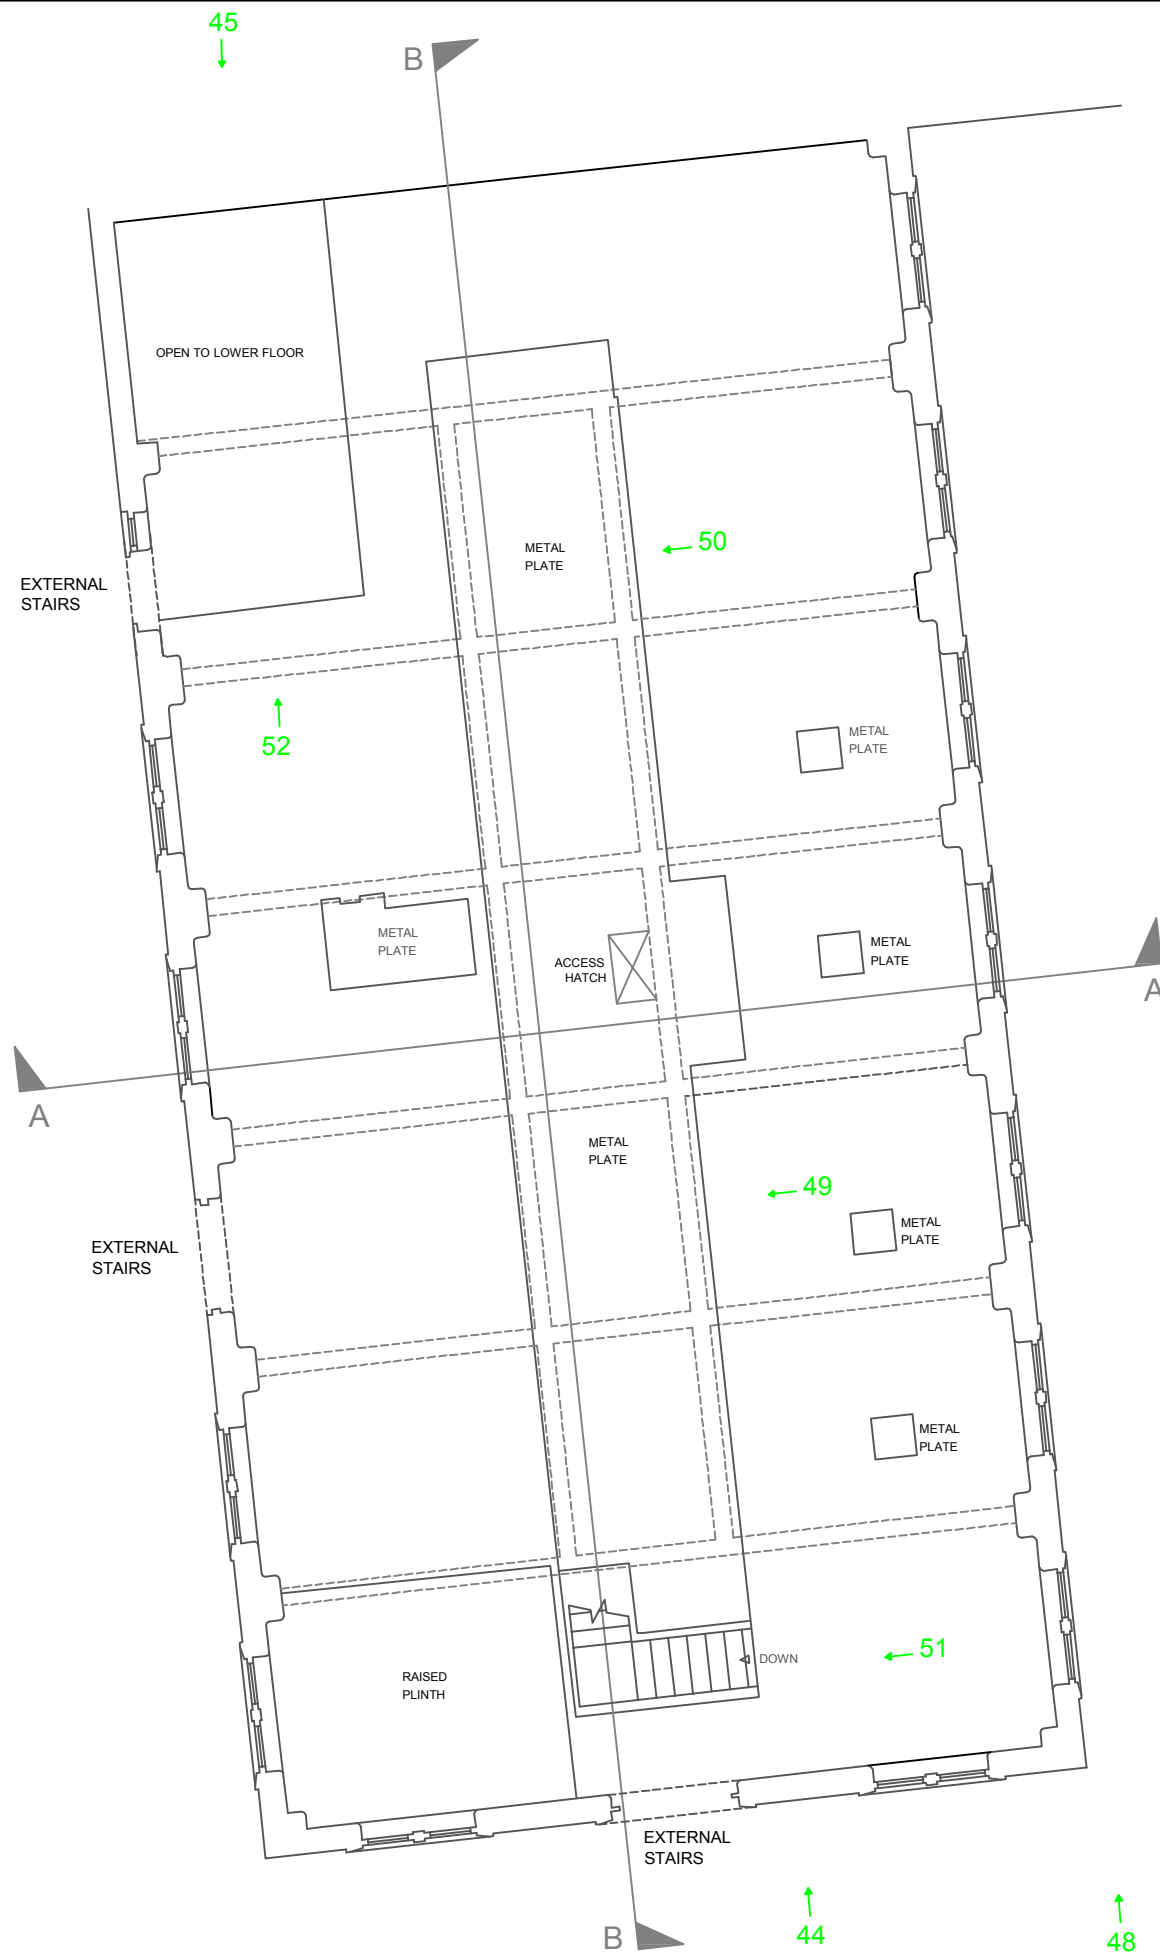 45
B
OPEN TO LOWER FLOOR
METAL
PLATE
50
EXTERNAL
STAIRS
52
METAL
PLATE
METAL
PLATE
ACCESS
HATCH
METAL
PLATE
A
A
METAL
PLATE
49
METAL
PLATE
EXTERNAL
STAIRS
METAL
PLATE
51
DOWN
RAISED
PLINTH
EXTERNAL
STAIRS
B
44
48